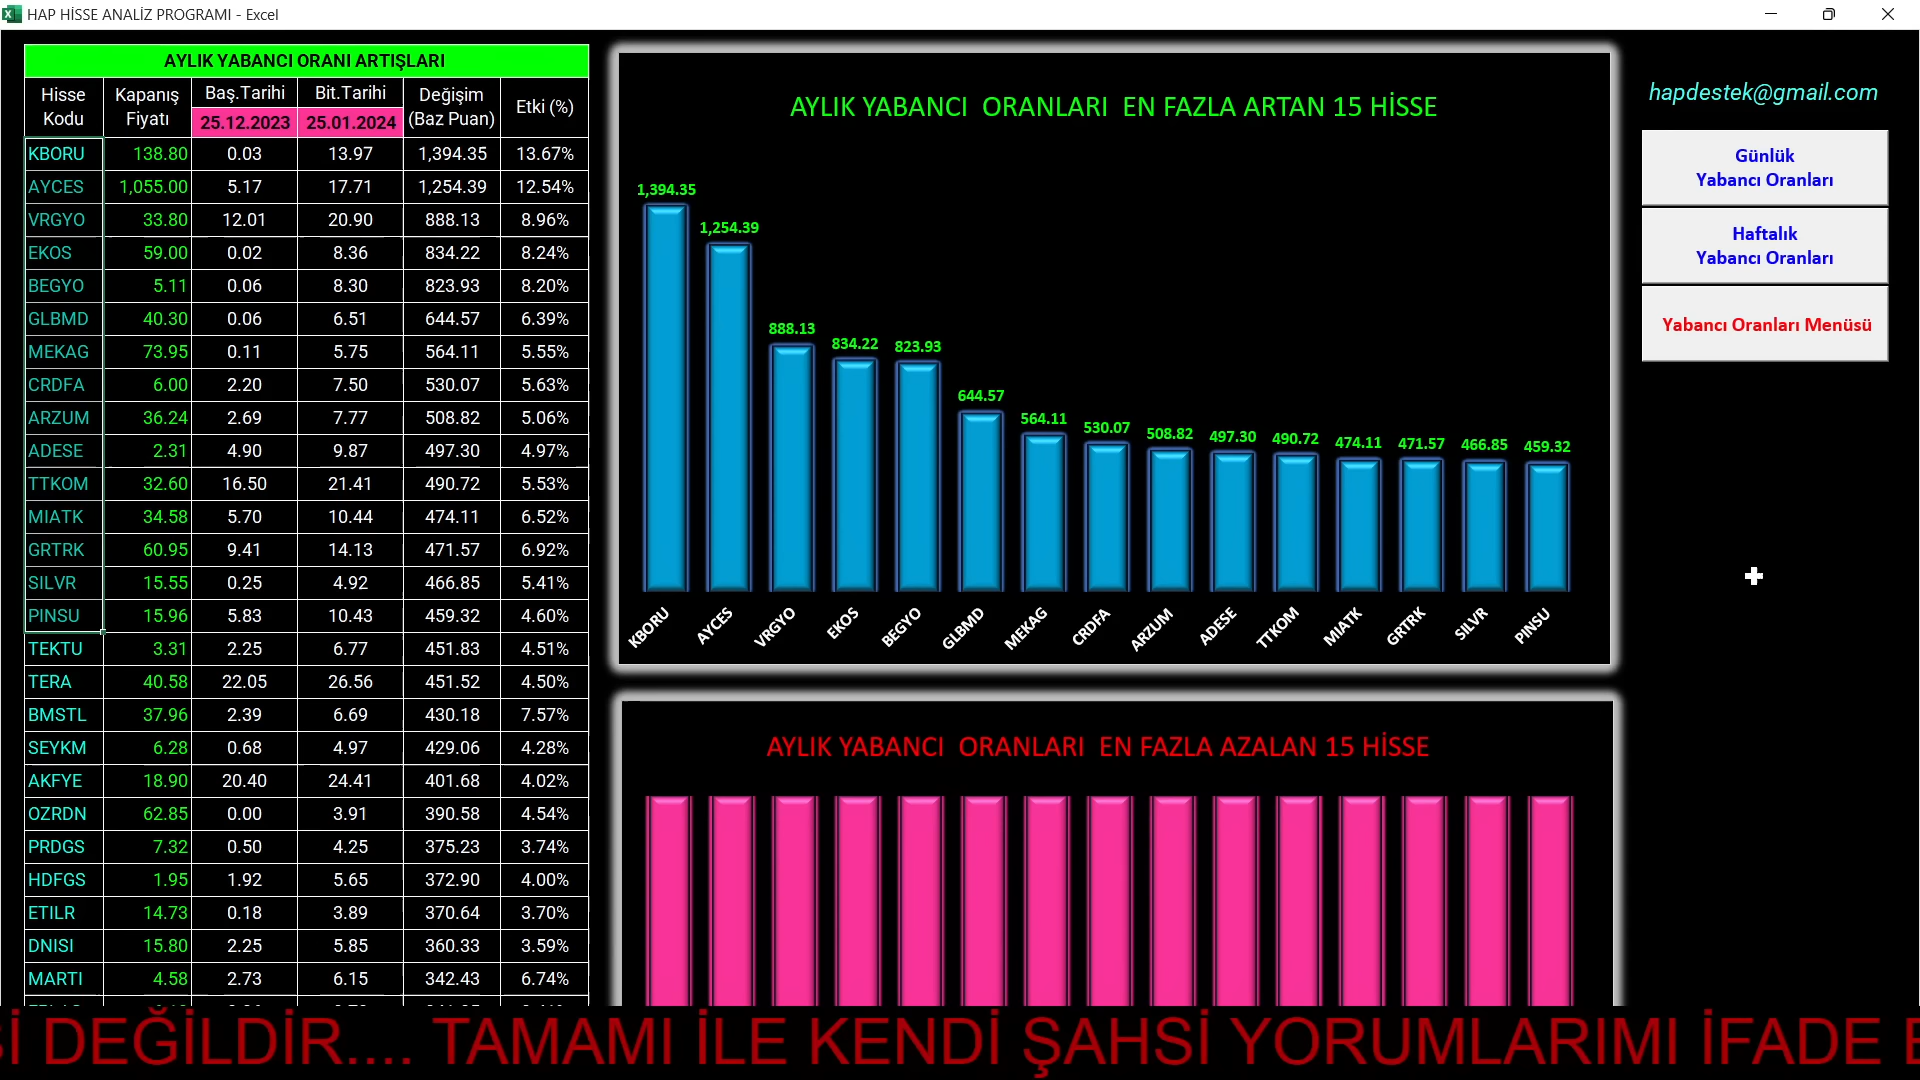 HAP HİSSE ANALİZ PROGRAMI - Excel
AYLIK YABANCI ORANI ARTIŞLARI
Hisse Kodu Kapanış Fiyatı Baş.Tarihi Bit.Tarihi Değişim (Baz Puan) Etki (%)
25.12.2023 25.01.2024
KBORU 138.80 0.03 13.97 1,394.35 13.67%
AYCES 1,055.00 5.17 17.71 1,254.39 12.54%
VRGYO 33.80 12.01 20.90 888.13 8.96%
EKOS 59.00 0.02 8.36 834.22 8.24%
BEGYO 5.11 0.06 8.30 823.93 8.20%
GLBMD 40.30 0.06 6.51 644.57 6.39%
MEKAG 73.95 0.11 5.75 564.11 5.55%
CRDFA 6.00 2.20 7.50 530.07 5.63%
ARZUM 36.24 2.69 7.77 508.82 5.06%
ADESE 2.31 4.90 9.87 497.30 4.97%
TTKOM 32.60 16.50 21.41 490.72 5.53%
MIATK 34.58 5.70 10.44 474.11 6.52%
GRTRK 60.95 9.41 14.13 471.57 6.92%
SILVR 15.55 0.25 4.92 466.85 5.41%
PINSU 15.96 5.83 10.43 459.32 4.60%
TEKTU 3.31 2.25 6.77 451.83 4.51%
TERA 40.58 22.05 26.56 451.52 4.50%
BMSTL 37.96 2.39 6.69 430.18 7.57%
SEYKM 6.28 0.68 4.97 429.06 4.28%
AKFYE 18.90 20.40 24.41 401.68 4.02%
OZRDN 62.85 0.00 3.91 390.58 4.54%
PRDGS 7.32 0.50 4.25 375.23 3.74%
HDFGS 1.95 1.92 5.65 372.90 4.00%
ETILR 14.73 0.18 3.89 370.64 3.70%
DNISI 15.80 2.25 5.85 360.33 3.59%
MARTI 4.58 2.73 6.15 342.43 6.74%
AYLIK YABANCI ORANLARI EN FAZLA ARTAN 15 HİSSE
1,394.35 1,254.39 888.13 834.22 823.93 644.57 564.11 530.07 508.82 497.30 490.72 474.11 471.57 466.85 459.32
KBORU AYCES VRGYO EKOS BEGYO GLBMD MEKAG CRDFA ARZUM ADESE TTKOM MIATK GRTRK SILVR PINSU
AYLIK YABANCI ORANLARI EN FAZLA AZALAN 15 HİSSE
hapdestek@gmail.com
Günlük
Yabancı Oranları
Haftalık
Yabancı Oranları
Yabancı Oranları Menüsü
İ DEĞİLDİR.... TAMAMI İLE KENDİ ŞAHSİ YORUMLARIMI İFADE